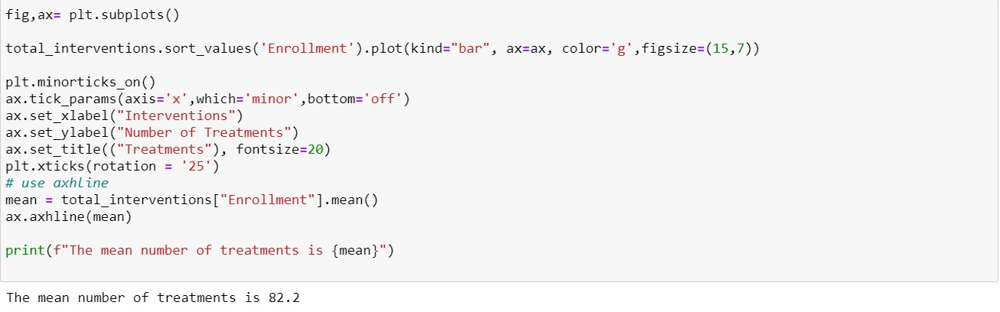 fig,ax= plt.subplots()
total_interventions.sort_values('Enrollment').plot(kind="bar", ax=ax, color='g',figsize=(15,7))
plt.minorticks_on()
ax.tick_params(axis='x',which='minor',bottom='off')
ax.set_xlabel("Interventions")
ax.set_ylabel("Number of Treatments")
ax.set_title(("Treatments"), fontsize=20)
plt.xticks(rotation = '25')
# use axhline
mean = total_interventions["Enrollment"].mean()
ax.axhline(mean)
print(f"The mean number of treatments is {mean}")
The mean number of treatments is 82.2